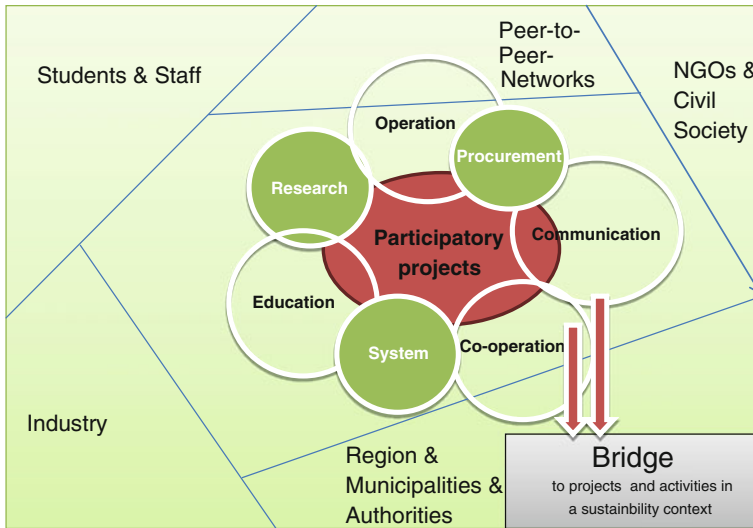 Students & Staff
Peer-to-
Peer-
Networks
NGOs &
Civil
Society
Operation
Procurement
Research
Communication
Participatory
projects
Education
System
Co-operation
Industry
Region &
Municipalities &
Authorities
Bridge
to projects and activities in
a sustainbility context